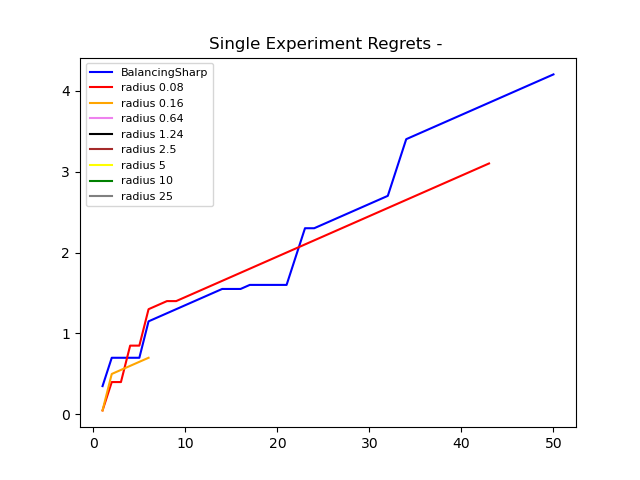 Single Experiment Regrets -
BalancingSharp
radius 0.08
radius 0.16
radius 0.64
radius 1.24
radius 2.5
radius 5
radius 10
radius 25
4
3
2
1
0
0 10 20 30 40 50